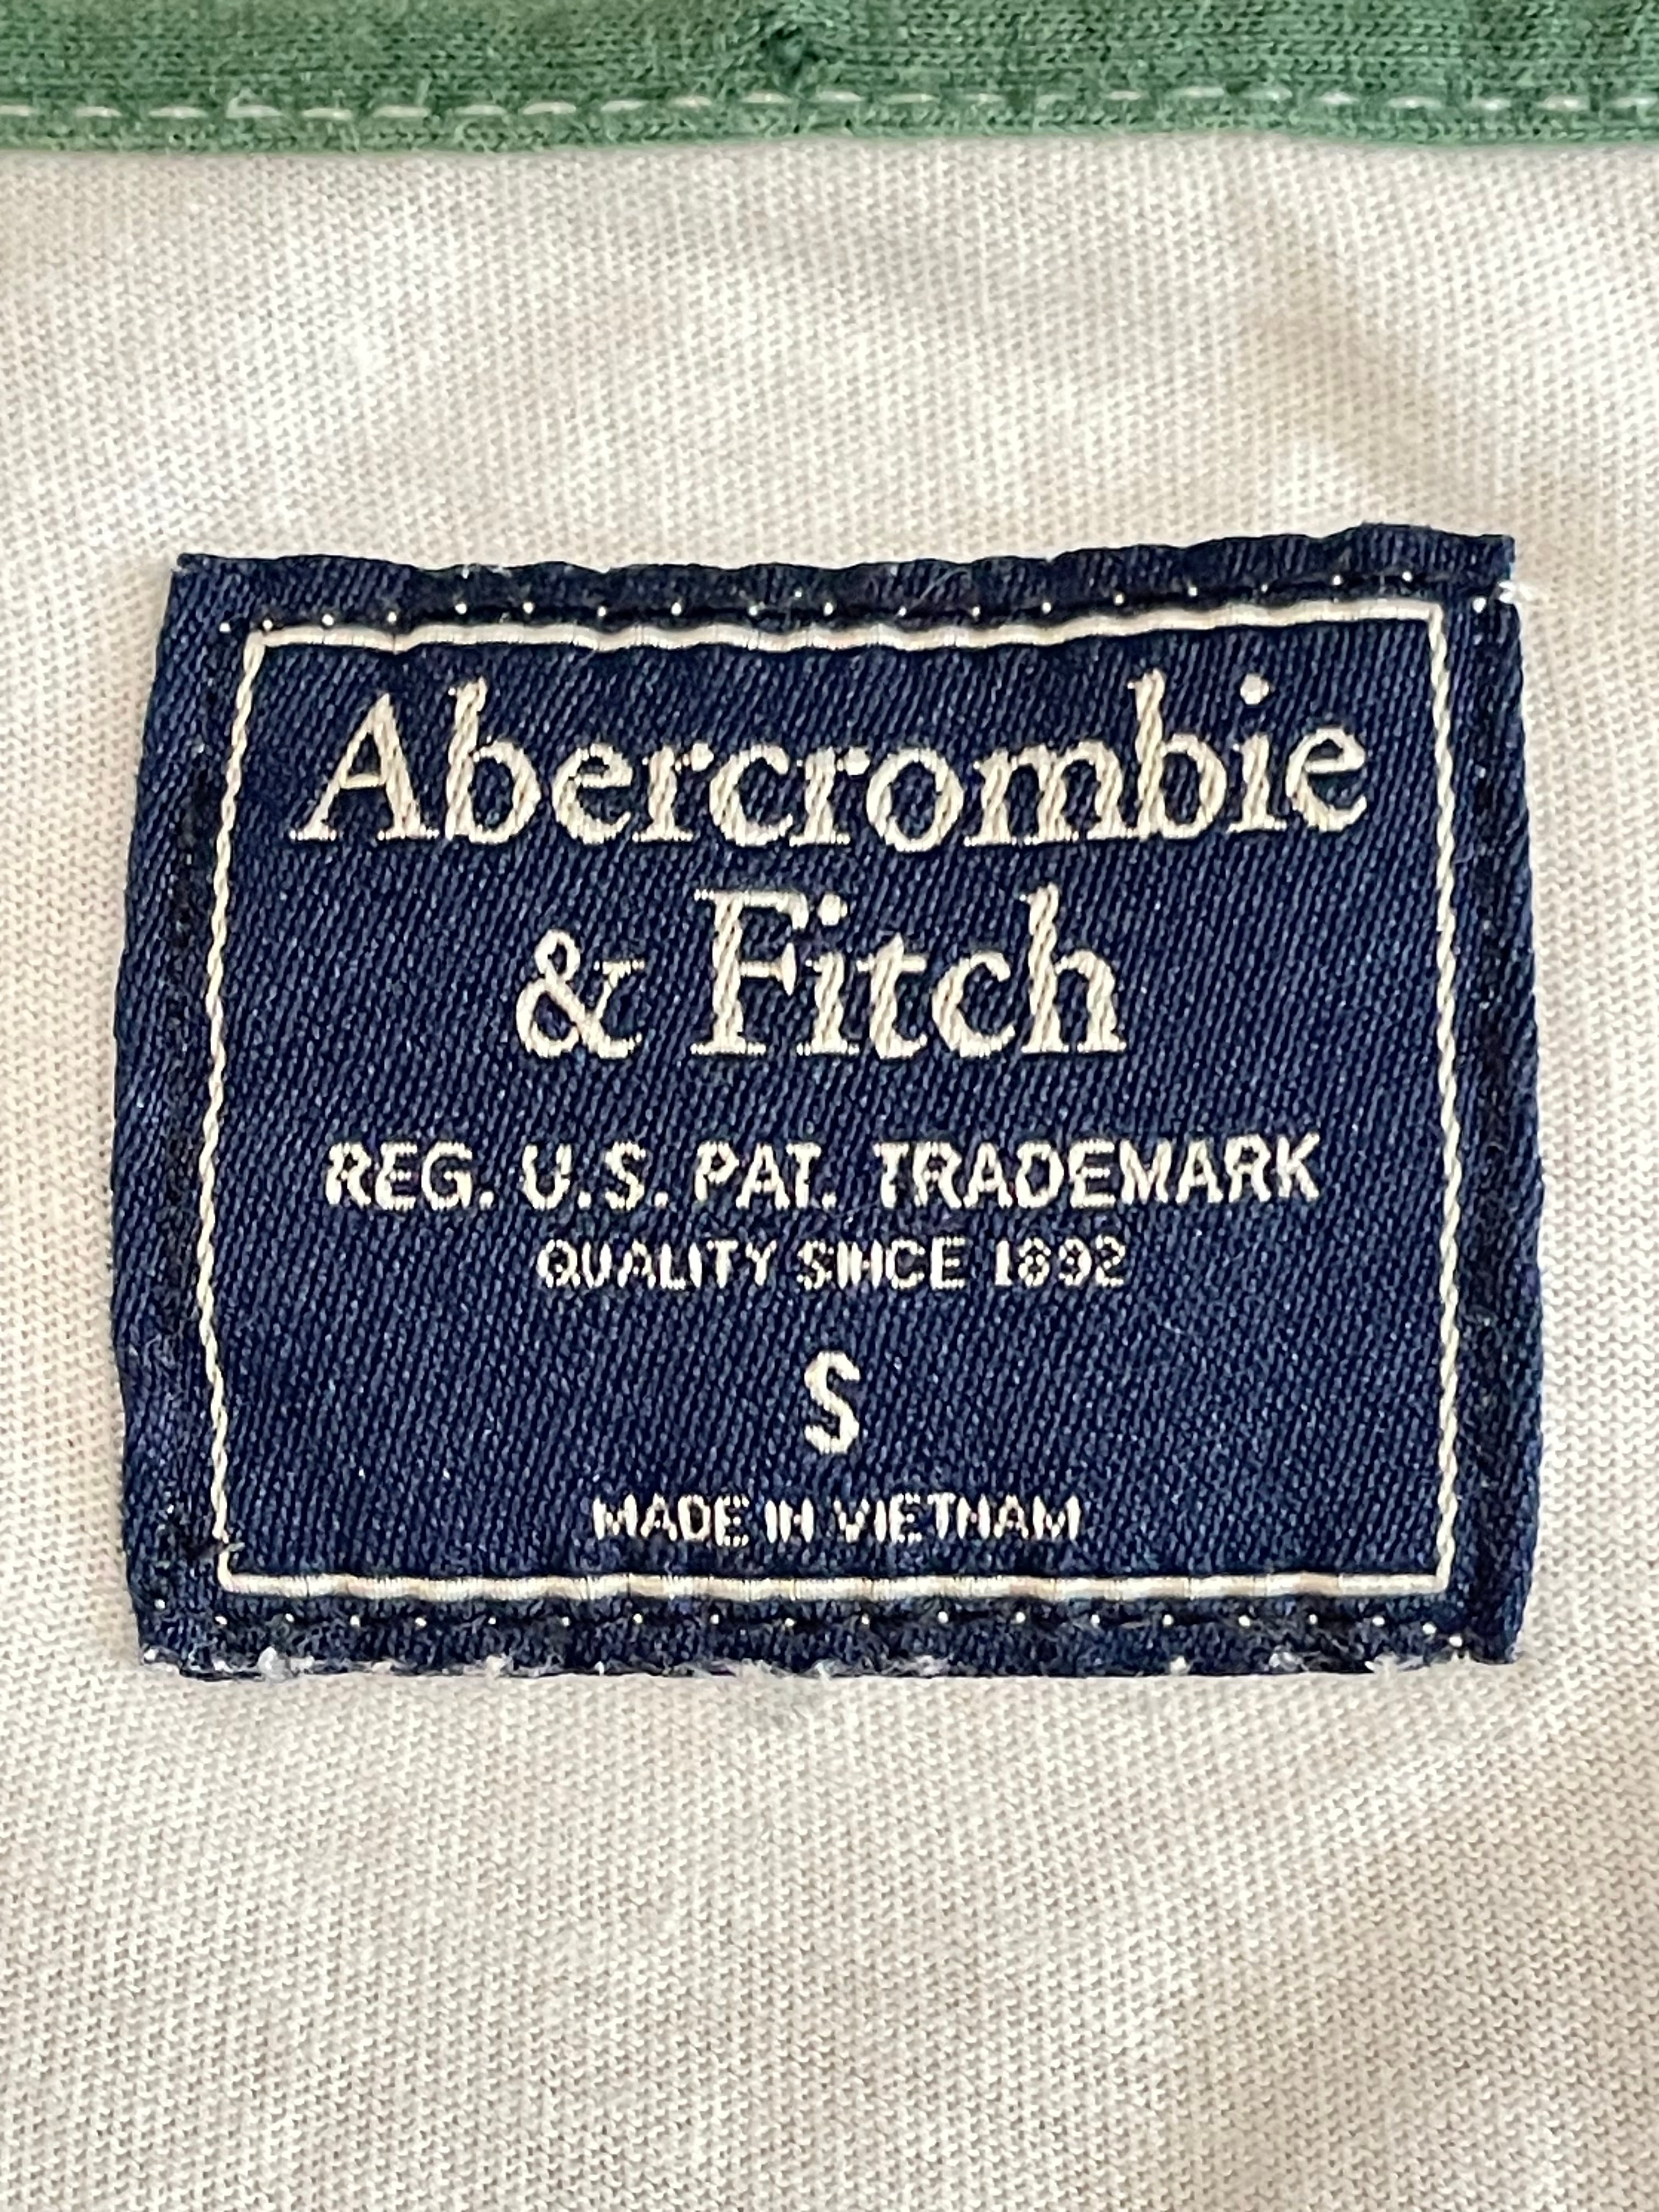 Abercrombie
& Fitch
REG. U.S. PAT. TRADEMARK
QUALITY SINCE 1892
S
MADE IN VIETNAM